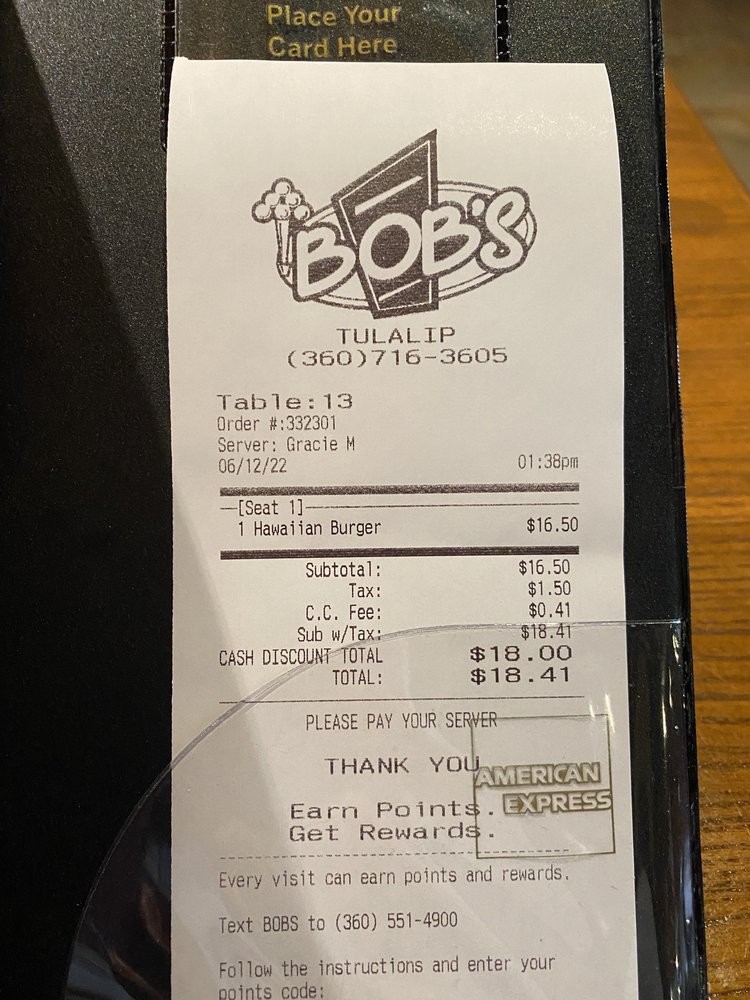 Place Your
Card Here
BOB'S
TULALIP
(360)716-3605
Table:13
Order #:332301
Server: Gracie M
06/12/22 01:38pm
[Seat 1]
1 Hawaiian Burger $16.50
Subtotal: $16.50
Tax: $1.50
C.C. Fee: $0.41
Sub w/Tax: $18.41
CASH DISCOUNT TOTAL $18.00
TOTAL: $18.41
PLEASE PAY YOUR SERVER
THANK YOU
AMERICAN
EXPRESS
Earn Points.
Get Rewards.
Every visit can earn points and rewards.
Text BOBS to (360) 551-4900
Follow the instructions and enter your
points code: